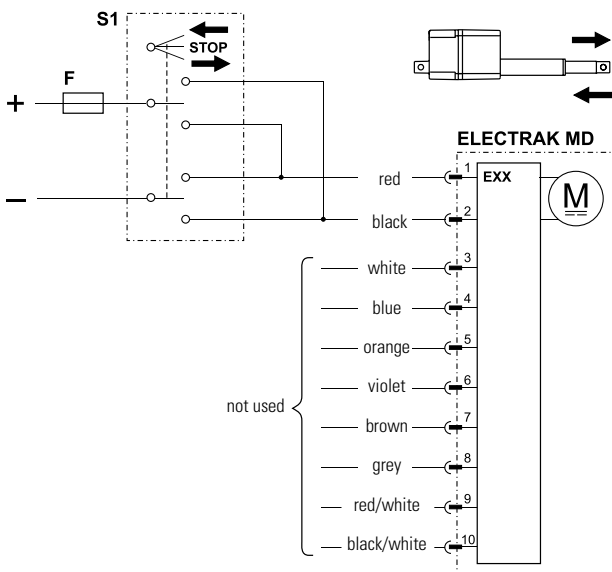 S1
STOP
F
+
−
ELECTRAK MD
EXX
M
red 1
black 2
white 3
blue 4
orange 5
violet 6
not used
brown 7
grey 8
red/white 9
black/white 10